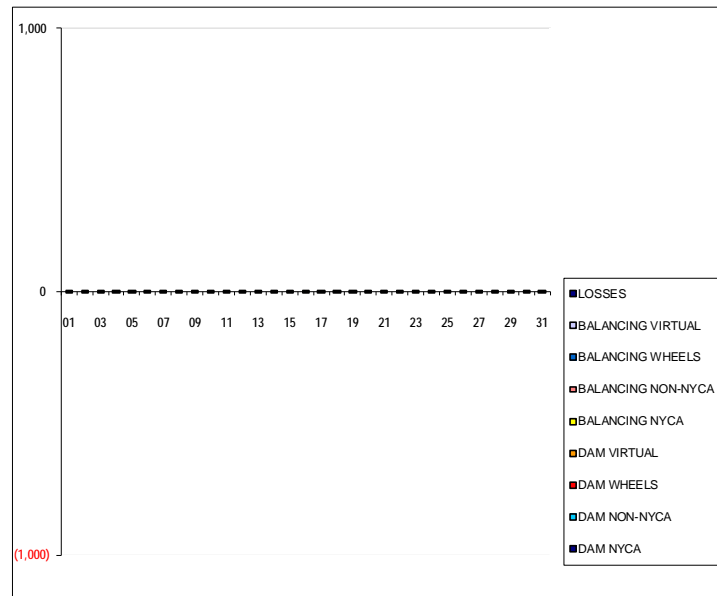 1,000
0
01 03 05 07 09 11 13 15 17 19 21 23 25 27 29 31
(1,000)
LOSSES
BALANCING VIRTUAL
BALANCING WHEELS
BALANCING NON-NYCA
BALANCING NYCA
DAM VIRTUAL
DAM WHEELS
DAM NON-NYCA
DAM NYCA